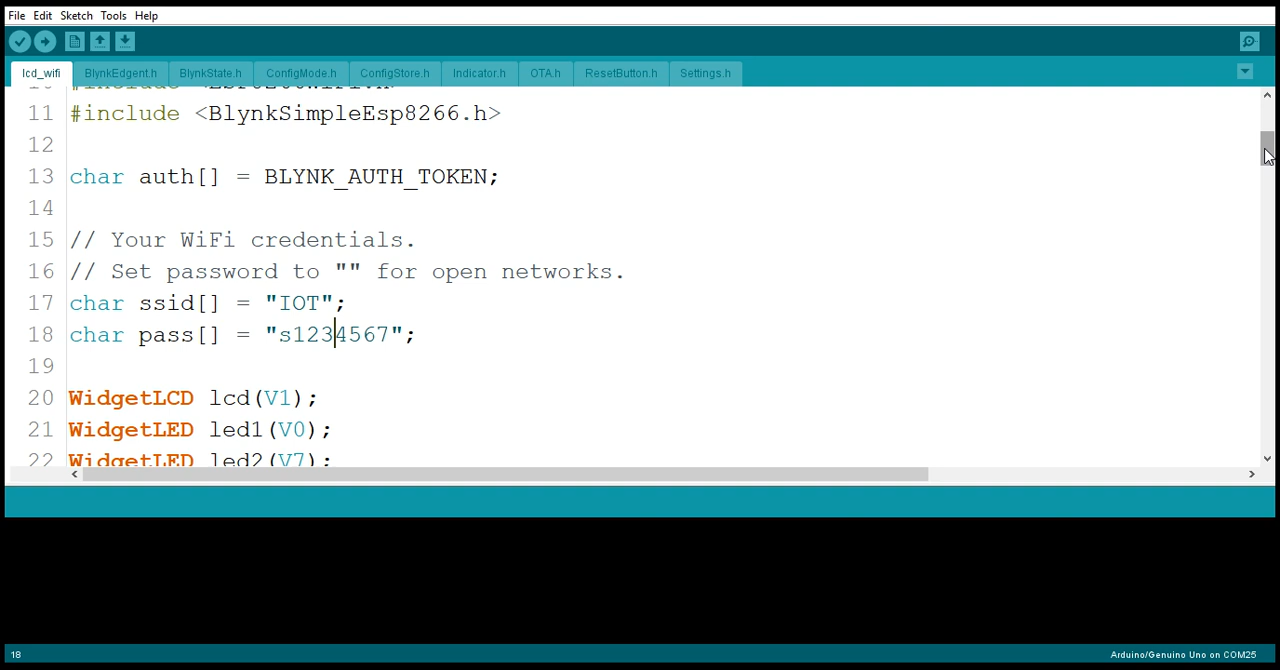 File Edit Sketch Tools Help
lcd_wifi BlynkEdgent.h BlynkState.h ConfigMode.h ConfigStore.h Indicator.h OTA.h ResetButton.h Settings.h
11 #include <BlynkSimpleEsp8266.h>
12
13 char auth[] = BLYNK_AUTH_TOKEN;
14
15 // Your WiFi credentials.
16 // Set password to "" for open networks.
17 char ssid[] = "IOT";
18 char pass[] = "s1234567";
19
20 WidgetLCD lcd(V1);
21 WidgetLED led1(V0);
22 WidgetLED led2(V7);
18 Arduino/Genuino Uno on COM25